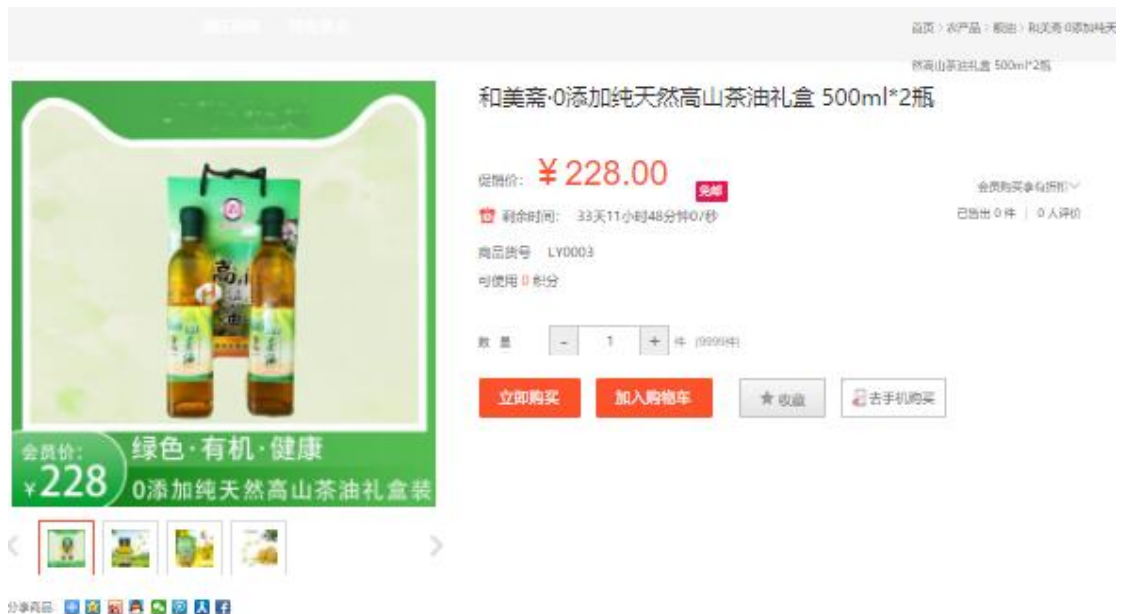 首页 > 农产品 > 粮油 > 和美斋·0添加纯天
然高山茶油礼盒 500ml*2瓶
和美斋·0添加纯天然高山茶油礼盒 500ml*2瓶
促销价: ¥228.00 免邮
会员购买享有折扣
剩余时间: 33天11小时48分钟07秒
已售出 0 件 | 0 人评价
商品货号 LY0003
可使用 0 积分
数 量 - 1 + 件 (9999件)
立即购买 加入购物车 收藏 去手机购买
会员价:
¥228
绿色·有机·健康
0添加纯天然高山茶油礼盒装
分享商品